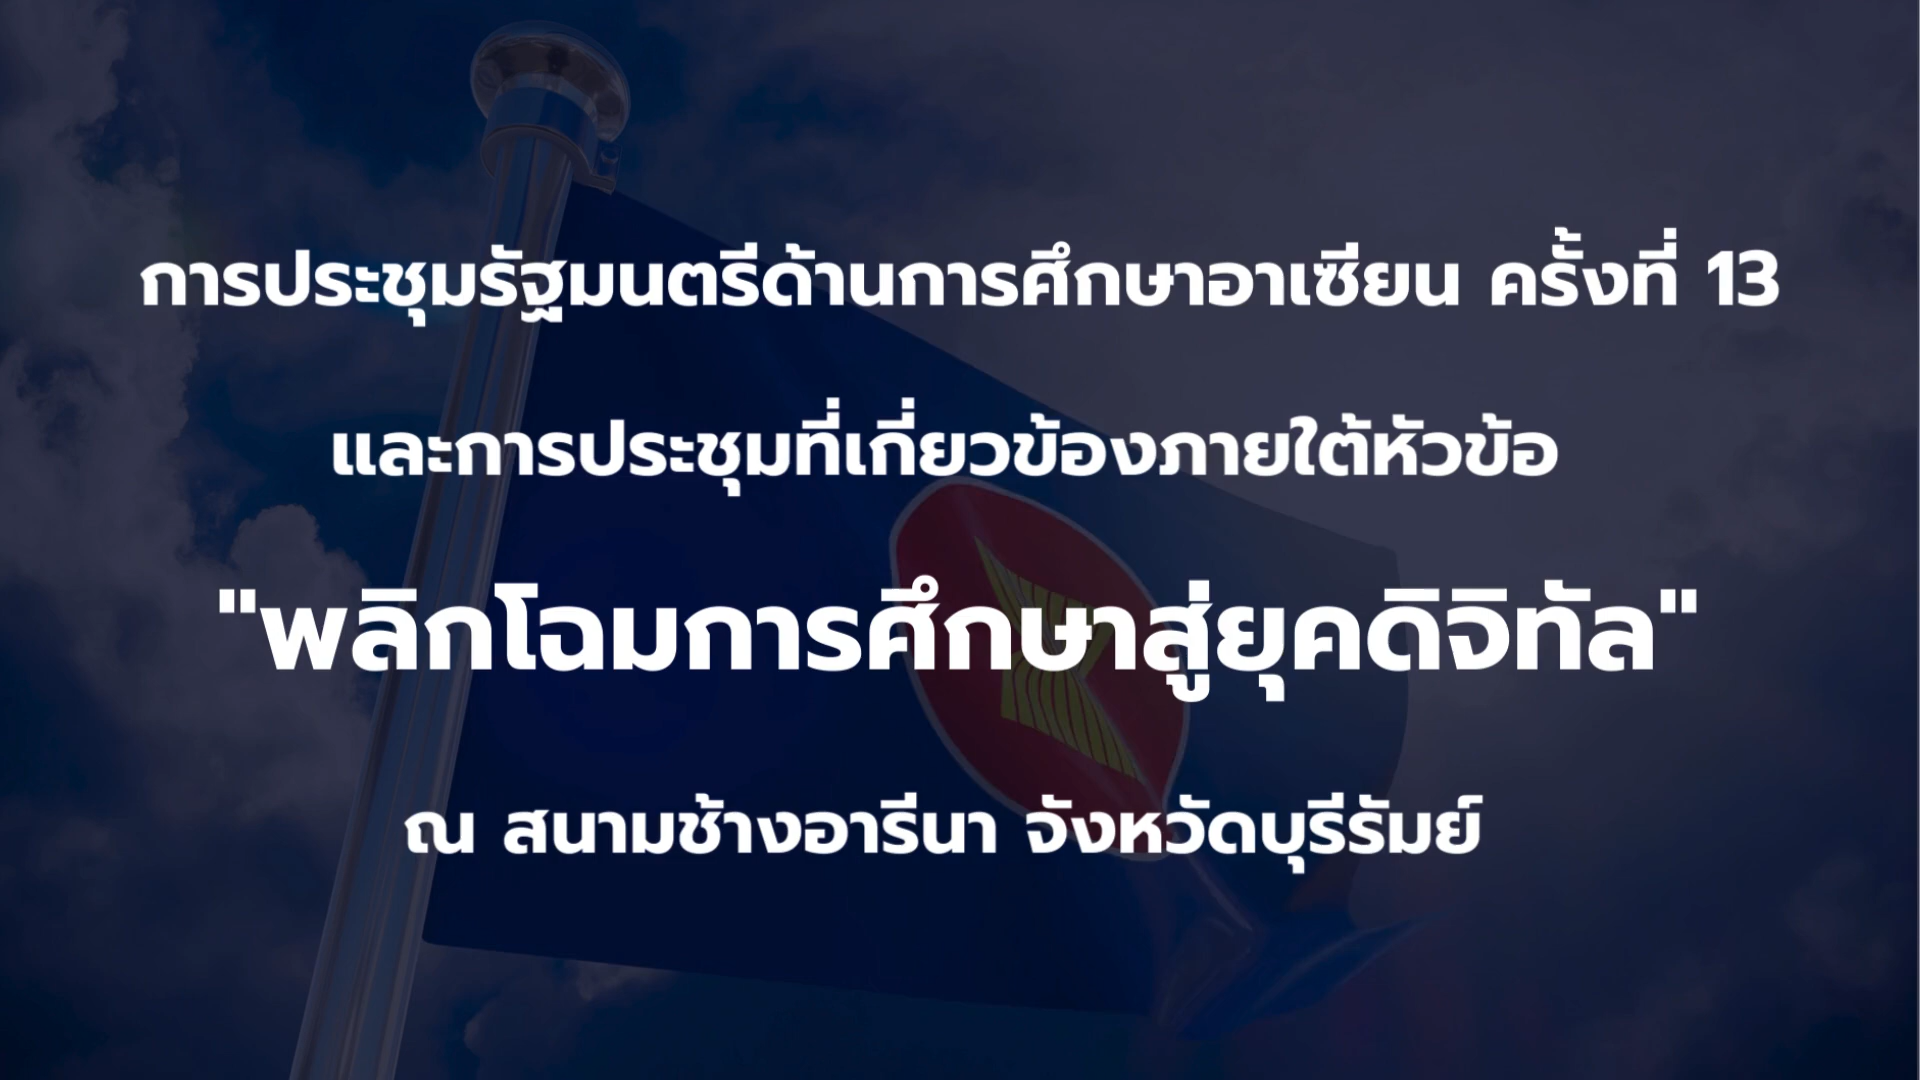 การประชุมรัฐมนตรีด้านการศึกษาอาเซียน ครั้งที่ 13
และการประชุมที่เกี่ยวข้องภายใต้หัวข้อ
"พลิกโฉมการศึกษาสู่ยุคดิจิทัล"
ณ สนามช้างอารีนา จังหวัดบุรีรัมย์